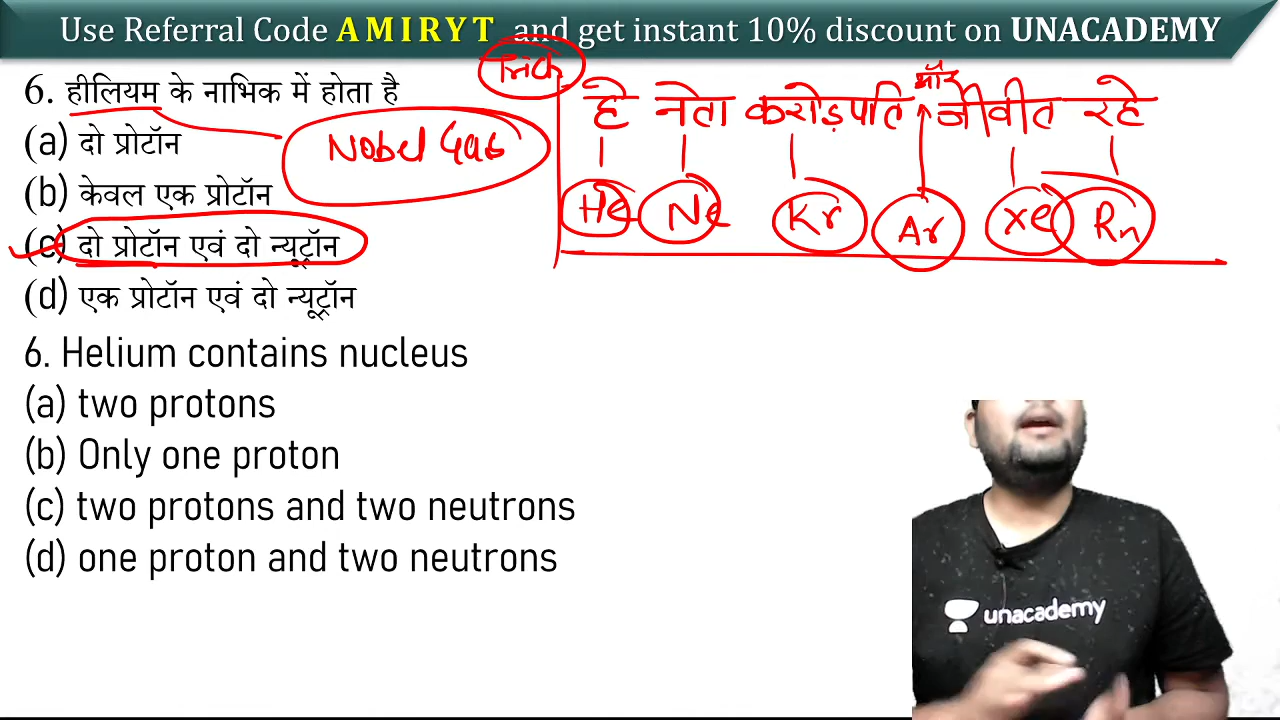 Use Referral Code A M I R Y T and get instant 10% discount on UNACADEMY
6. हीलियम के नाभिक में होता है
(a) दो प्रोटॉन
(b) केवल एक प्रोटॉन
(c) दो प्रोटॉन एवं दो न्यूट्रॉन
(d) एक प्रोटॉन एवं दो न्यूट्रॉन
Nobel Gas
Trick
हे नेता करोड़पति और जीवीत रहे
He Ne Kr Ar Xe Rn
6. Helium contains nucleus
(a) two protons
(b) Only one proton
(c) two protons and two neutrons
(d) one proton and two neutrons
unacademy